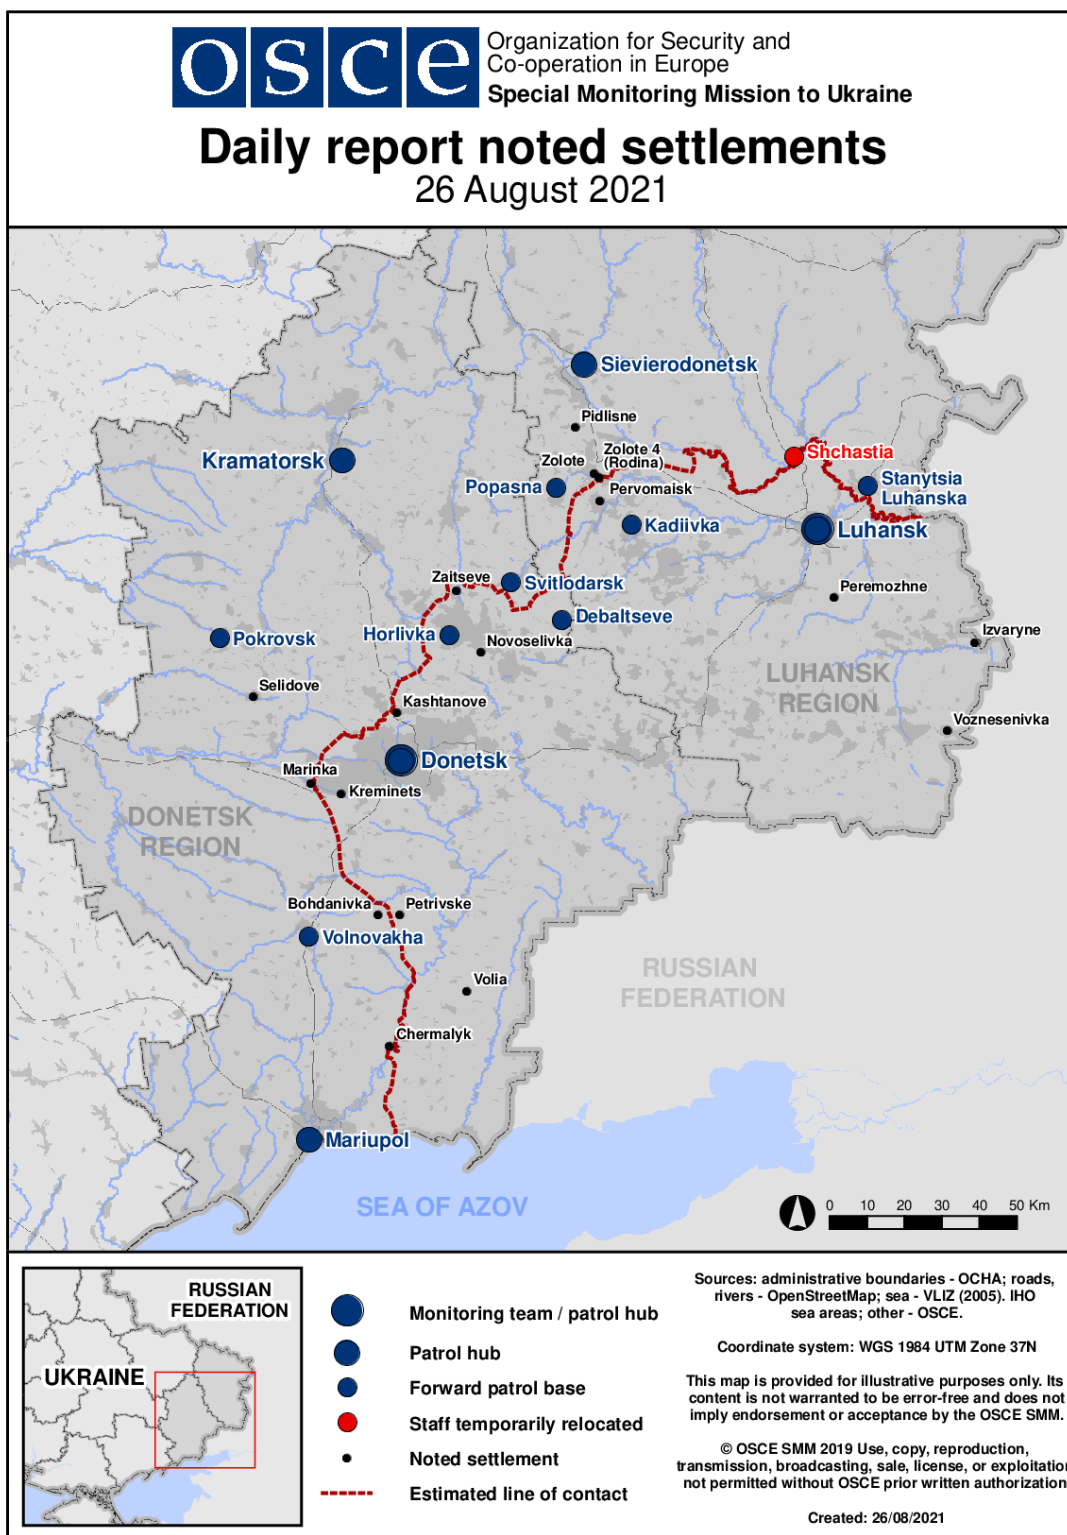 osce
Organization for Security and
Co-operation in Europe
Special Monitoring Mission to Ukraine
Daily report noted settlements
26 August 2021
Sievierodonetsk
Pidlisne
Zolote 4
(Rodina)
Zolote
Shchastia
Kramatorsk
Popasna
Pervomaisk
Stanytsia
Luhanska
Kadiivka
Luhansk
Zaitseve
Svitlodarsk
Peremozhne
Debaltseve
Izvaryne
Pokrovsk
Horlivka
Novoselivka
LUHANSK
REGION
Selidove
Kashtanove
Voznesenivka
Donetsk
Marinka
Kreminets
DONETSK
REGION
Bohdanivka
Petrivske
Volnovakha
RUSSIAN
FEDERATION
Volia
Chermalyk
Mariupol
SEA OF AZOV
0 10 20 30 40 50 Km
RUSSIAN
FEDERATION
UKRAINE
Monitoring team / patrol hub
Patrol hub
Forward patrol base
Staff temporarily relocated
Noted settlement
Estimated line of contact
Sources: administrative boundaries - OCHA; roads,
rivers - OpenStreetMap; sea - VLIZ (2005). IHO
sea areas; other - OSCE.
Coordinate system: WGS 1984 UTM Zone 37N
This map is provided for illustrative purposes only. Its
content is not warranted to be error-free and does not
imply endorsement or acceptance by the OSCE SMM.
© OSCE SMM 2019 Use, copy, reproduction,
transmission, broadcasting, sale, license, or exploitation
not permitted without OSCE prior written authorization
Created: 26/08/2021